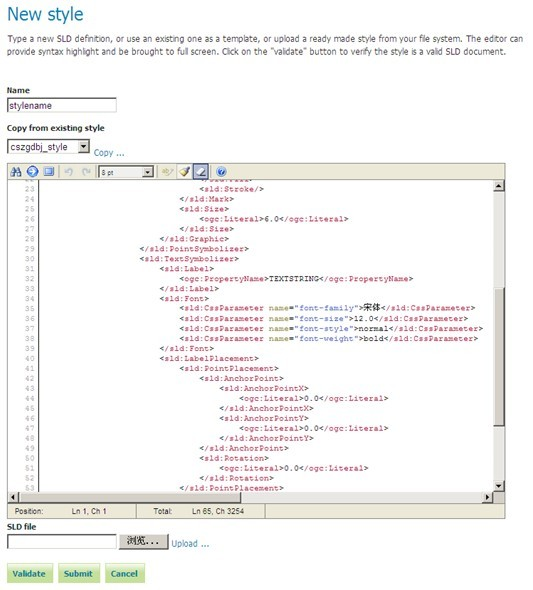 New style
Type a new SLD definition, or use an existing one as a template, or upload a ready made style from your file system. The editor can
provide syntax highlight and be brought to full screen. Click on the "validate" button to verify the style is a valid SLD document.
Name
stylename
Copy from existing style
cszgdbj_style Copy ...
8 pt
23 <sld:Stroke/>
24 </sld:Mark>
25 <sld:Size>
26 <ogc:Literal>6.0</ogc:Literal>
27 </sld:Size>
28 </sld:Graphic>
29 </sld:PointSymbolizer>
30 <sld:TextSymbolizer>
31 <sld:Label>
32 <ogc:PropertyName>TEXTSTRING</ogc:PropertyName>
33 </sld:Label>
34 <sld:Font>
35 <sld:CssParameter name="font-family">宋体</sld:CssParameter>
36 <sld:CssParameter name="font-size">12.0</sld:CssParameter>
37 <sld:CssParameter name="font-style">normal</sld:CssParameter>
38 <sld:CssParameter name="font-weight">bold</sld:CssParameter>
39 </sld:Font>
40 <sld:LabelPlacement>
41 <sld:PointPlacement>
42 <sld:AnchorPoint>
43 <sld:AnchorPointX>
44 <ogc:Literal>0.0</ogc:Literal>
45 </sld:AnchorPointX>
46 <sld:AnchorPointY>
47 <ogc:Literal>0.0</ogc:Literal>
48 </sld:AnchorPointY>
49 </sld:AnchorPoint>
50 <sld:Rotation>
51 <ogc:Literal>0.0</ogc:Literal>
52 </sld:Rotation>
53 </sld:PointPlacement>
Position: Ln 1, Ch 1 Total: Ln 65, Ch 3254
SLD file
浏览... Upload ...
Validate Submit Cancel